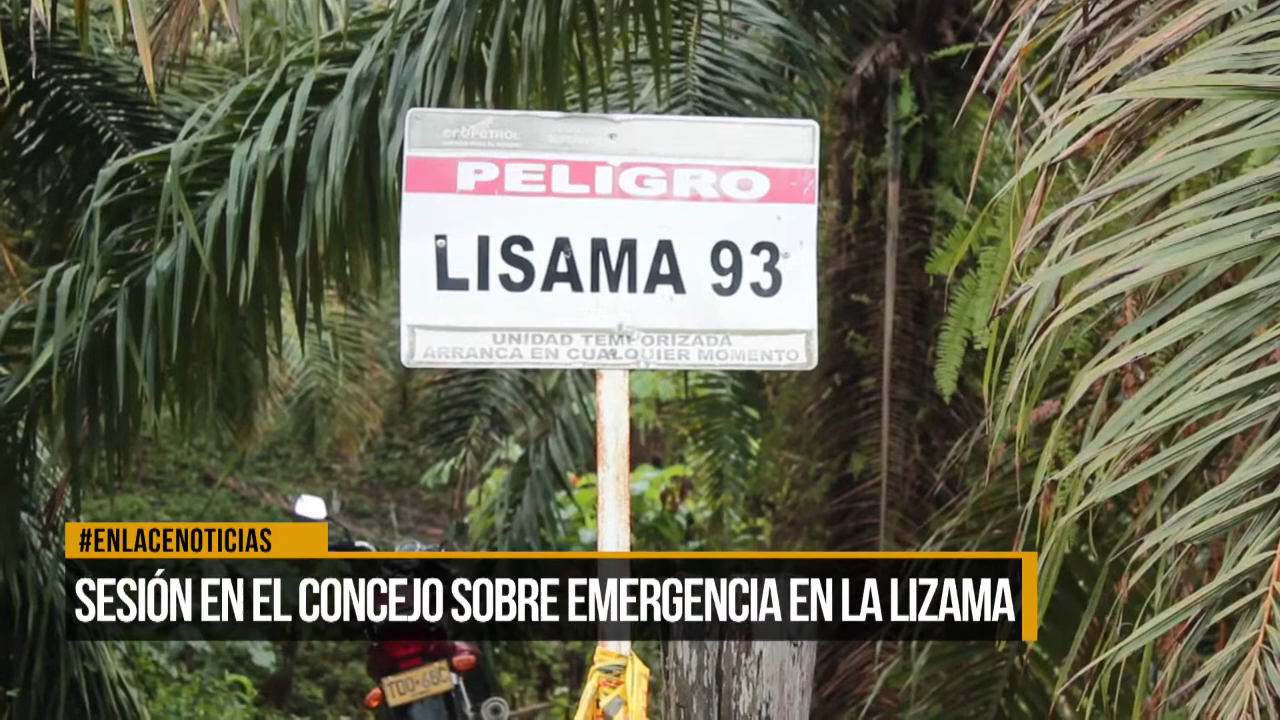 ecoPETROL
PELIGRO
LISAMA 93
UNIDAD TEMPORIZADA
ARRANCA EN CUALQUIER MOMENTO
#ENLACENOTICIAS
SESIÓN EN EL CONCEJO SOBRE EMERGENCIA EN LA LIZAMA